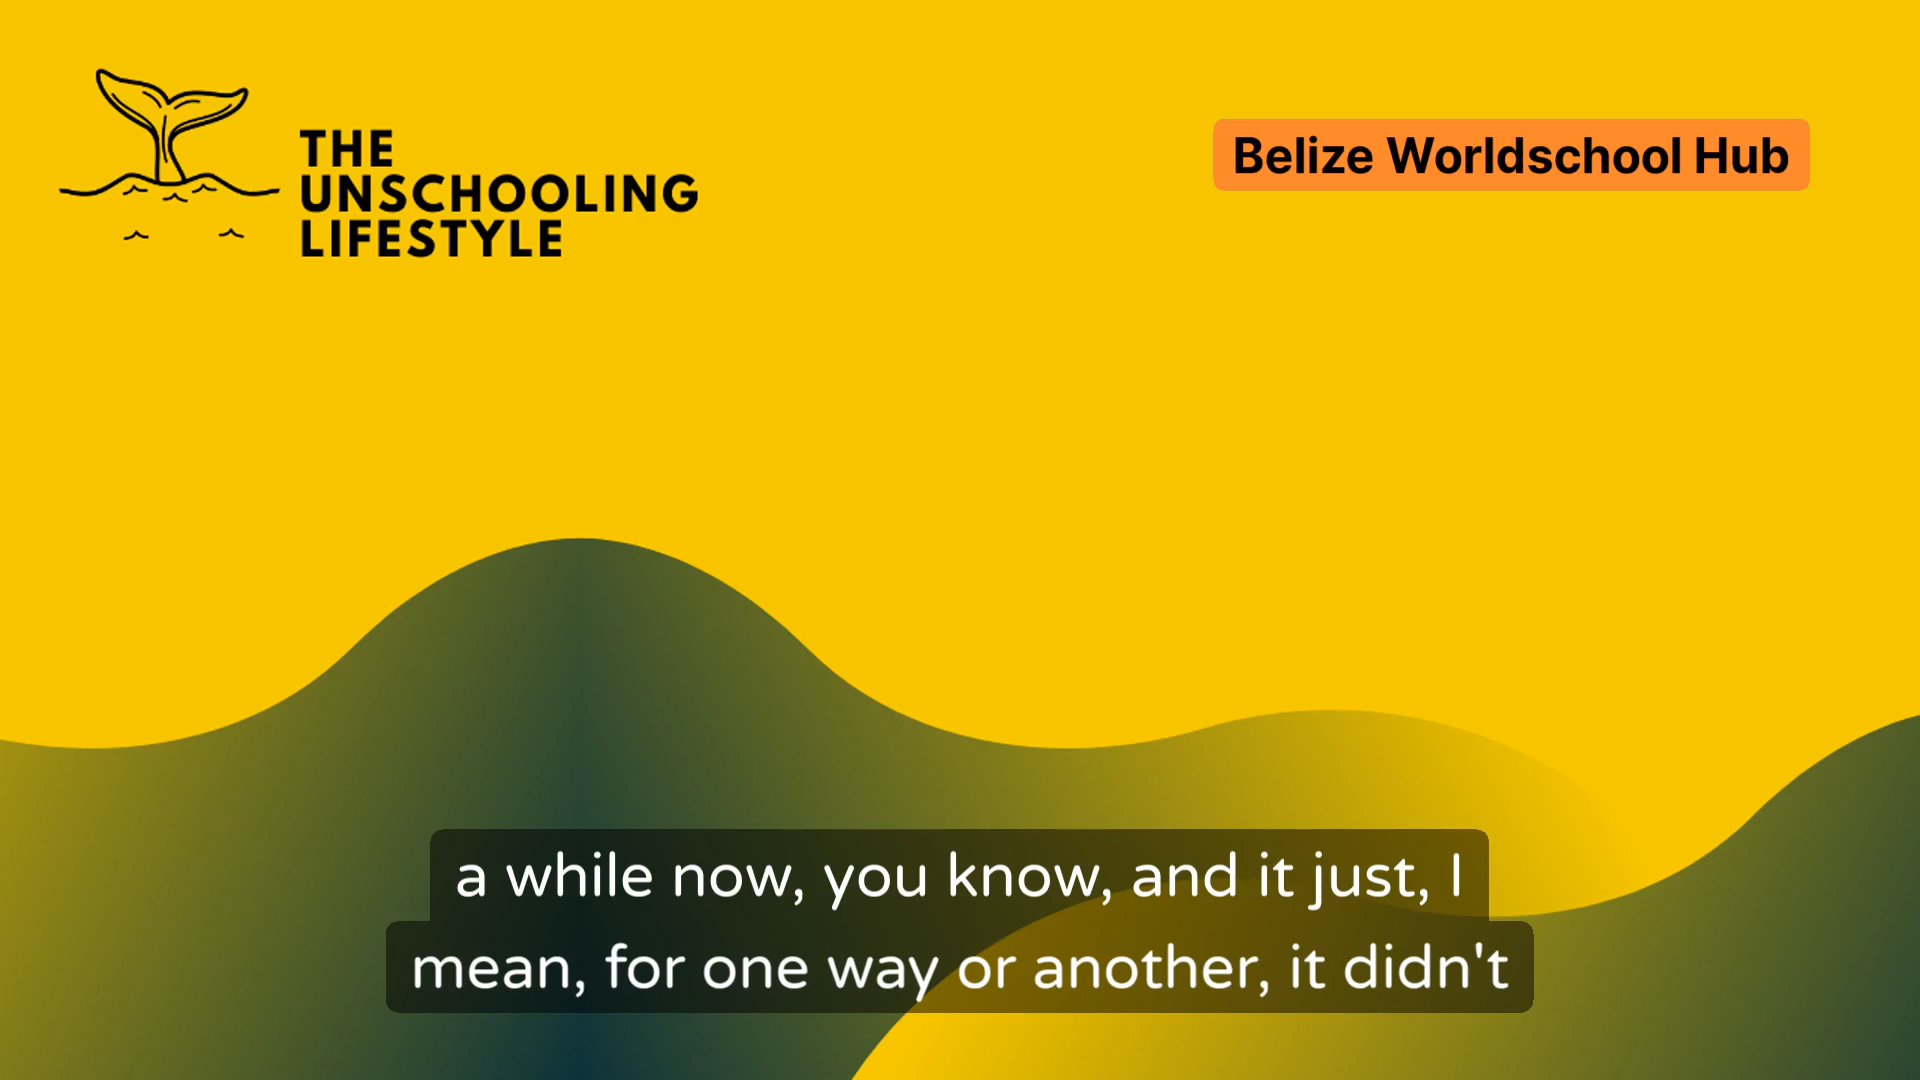 THE
UNSCHOOLING
LIFESTYLE
Belize Worldschool Hub
a while now, you know, and it just, I
mean, for one way or another, it didn't